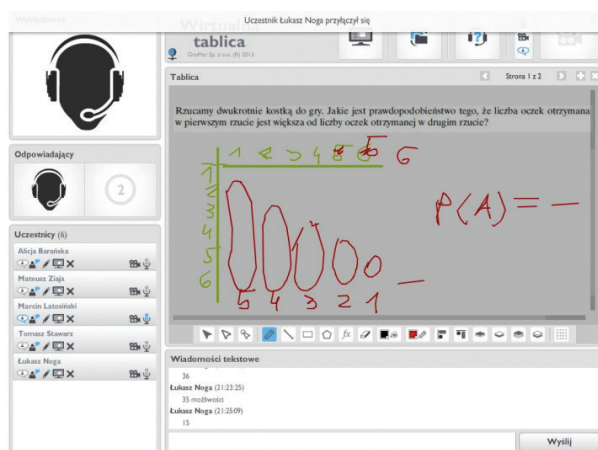 Uczestnik Łukasz Noga przyłączył się
Wirtualna
tablica
Tablica
Strona 1 z 2
Rzucamy dwukrotnie kostką do gry. Jakie jest prawdopodobieństwo tego, że liczba oczek otrzymana
w pierwszym rzucie jest większa od liczby oczek otrzymanej w drugim rzucie?
1 2 3 4 5 6 6
1
2
3
4
5
6
P(A) = —
5 4 3 2 1 —
Odpowiadający
2
Uczestnicy (6)
Alicja Barańska
Mateusz Ziaja
Marcin Latosiński
Tomasz Stawarz
Łukasz Noga
Wiadomości tekstowe
36
Łukasz Noga (21:23:25)
35 możliwości
Łukasz Noga (21:25:09)
15
Wyślij